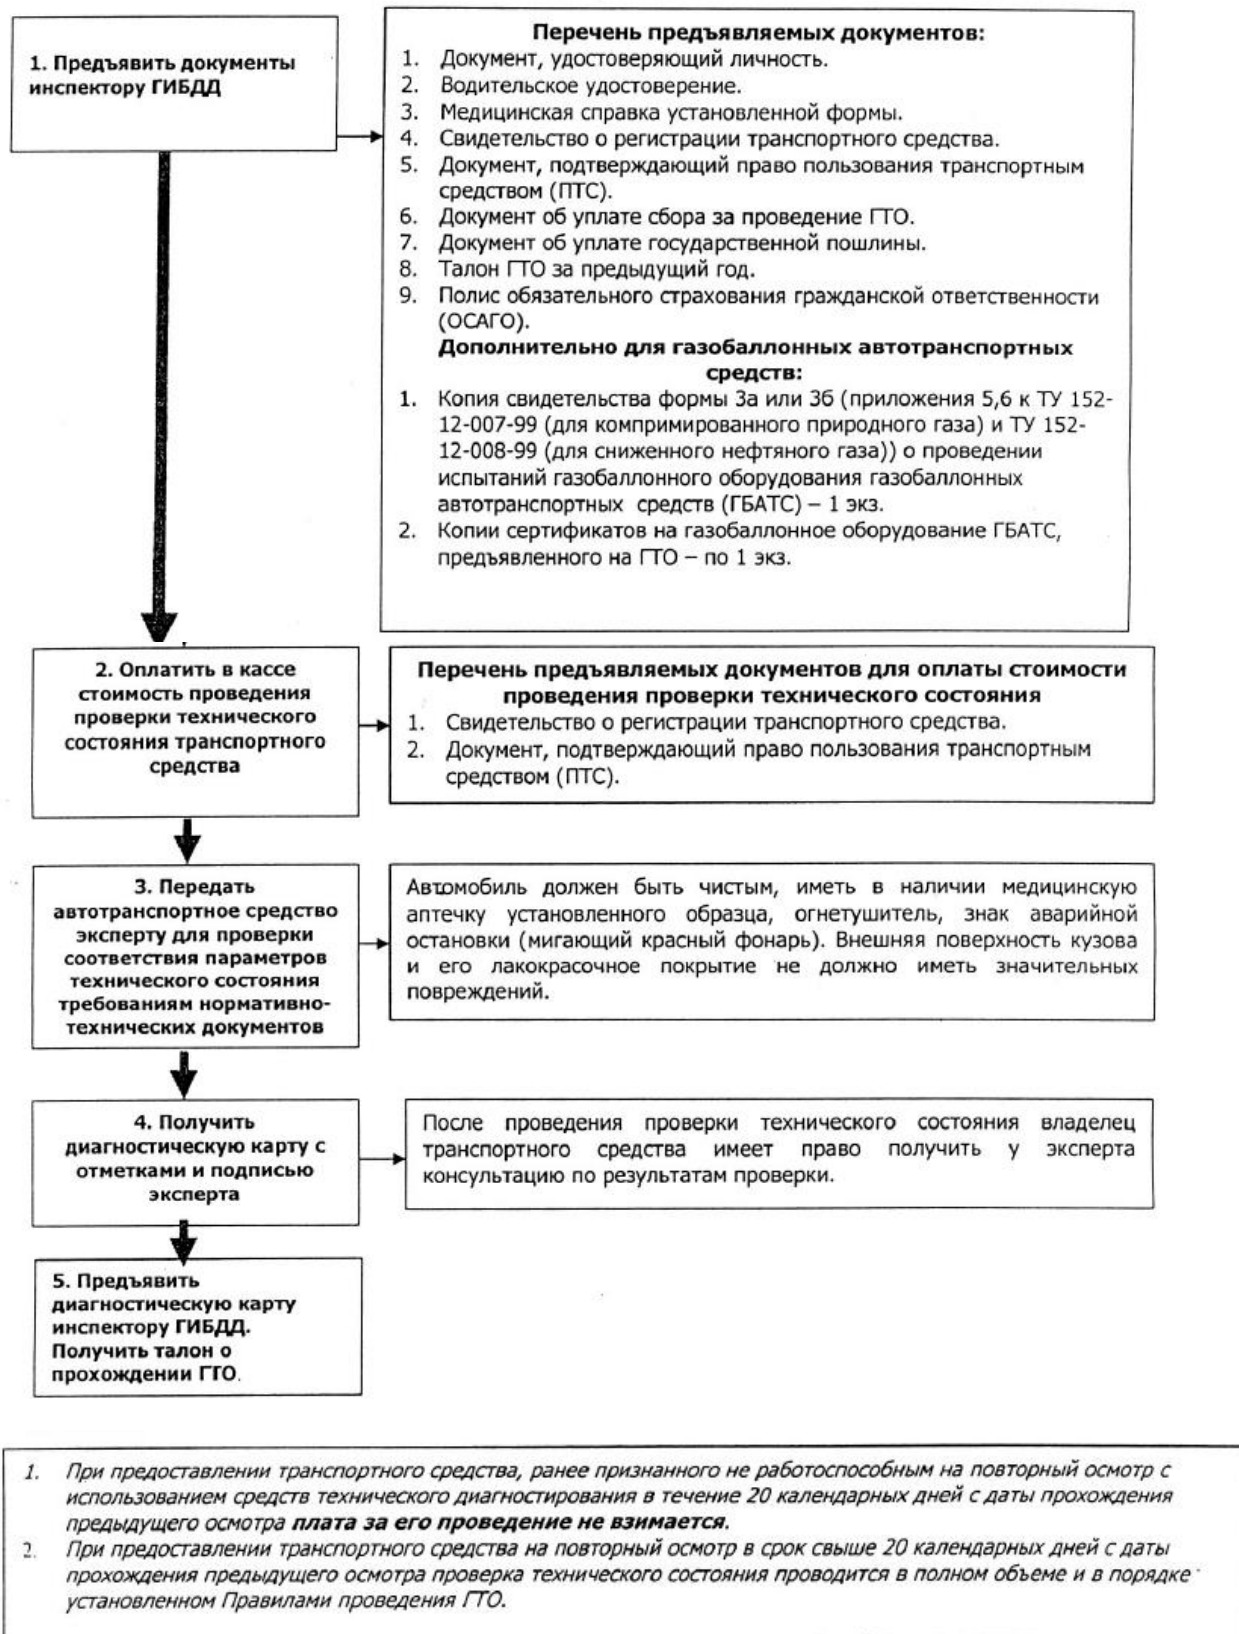 1. Предъявить документы
инспектору ГИБДД
Перечень предъявляемых документов:
1. Документ, удостоверяющий личность.
2. Водительское удостоверение.
3. Медицинская справка установленной формы.
4. Свидетельство о регистрации транспортного средства.
5. Документ, подтверждающий право пользования транспортным
средством (ПТС).
6. Документ об уплате сбора за проведение ГТО.
7. Документ об уплате государственной пошлины.
8. Талон ГТО за предыдущий год.
9. Полис обязательного страхования гражданской ответственности
(ОСАГО).
Дополнительно для газобаллонных автотранспортных
средств:
1. Копия свидетельства формы 3а или 3б (приложения 5,6 к ТУ 152-
12-007-99 (для компримированного природного газа) и ТУ 152-
12-008-99 (для сниженного нефтяного газа)) о проведении
испытаний газобаллонного оборудования газобаллонных
автотранспортных средств (ГБАТС) – 1 экз.
2. Копии сертификатов на газобаллонное оборудование ГБАТС,
предъявленного на ГТО – по 1 экз.
2. Оплатить в кассе
стоимость проведения
проверки технического
состояния транспортного
средства
Перечень предъявляемых документов для оплаты стоимости
проведения проверки технического состояния
1. Свидетельство о регистрации транспортного средства.
2. Документ, подтверждающий право пользования транспортным
средством (ПТС).
3. Передать
автотранспортное средство
эксперту для проверки
соответствия параметров
технического состояния
требованиям нормативно-
технических документов
Автомобиль должен быть чистым, иметь в наличии медицинскую
аптечку установленного образца, огнетушитель, знак аварийной
остановки (мигающий красный фонарь). Внешняя поверхность кузова
и его лакокрасочное покрытие не должно иметь значительных
повреждений.
4. Получить
диагностическую карту с
отметками и подписью
эксперта
После проведения проверки технического состояния владелец
транспортного средства имеет право получить у эксперта
консультацию по результатам проверки.
5. Предъявить
диагностическую карту
инспектору ГИБДД.
Получить талон о
прохождении ГТО.
1. При предоставлении транспортного средства, ранее признанного не работоспособным на повторный осмотр с
использованием средств технического диагностирования в течение 20 календарных дней с даты прохождения
предыдущего осмотра плата за его проведение не взимается.
2. При предоставлении транспортного средства на повторный осмотр в срок свыше 20 календарных дней с даты
прохождения предыдущего осмотра проверка технического состояния проводится в полном объеме и в порядке
установленном Правилами проведения ГТО.